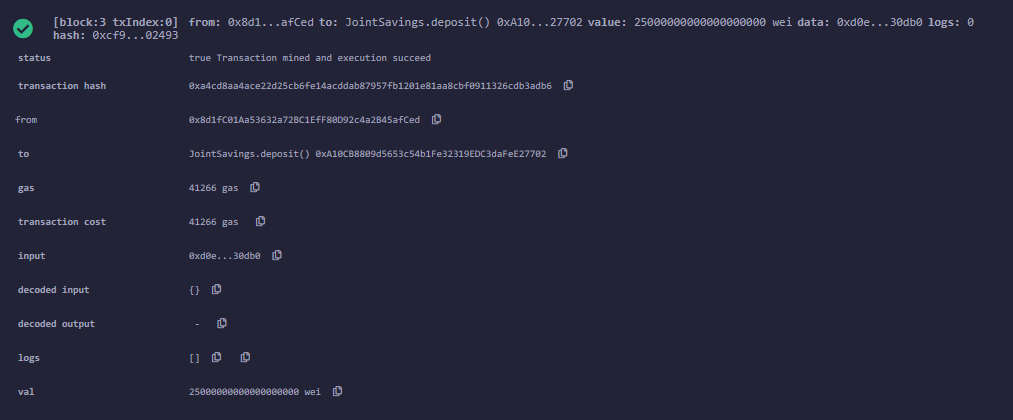 [block:3 txIndex:0] from: 0x8d1...afCed to: JointSavings.deposit() 0xA10...27702 value: 25000000000000000000 wei data: 0xd0e...30db0 logs: 0
hash: 0xcf9...02493
status true Transaction mined and execution succeed
transaction hash 0xa4cd8aa4ace22d25cb6fe14acddab87957fb1201e81aa8cbf0911326cdb3adb6
from 0x8d1fC01Aa53632a72BC1EfF80D92c4a2B45afCed
to JointSavings.deposit() 0xA10CB8809d5653c54b1Fe32319EDC3daFeE27702
gas 41266 gas
transaction cost 41266 gas
input 0xd0e...30db0
decoded input {}
decoded output -
logs []
val 25000000000000000000 wei